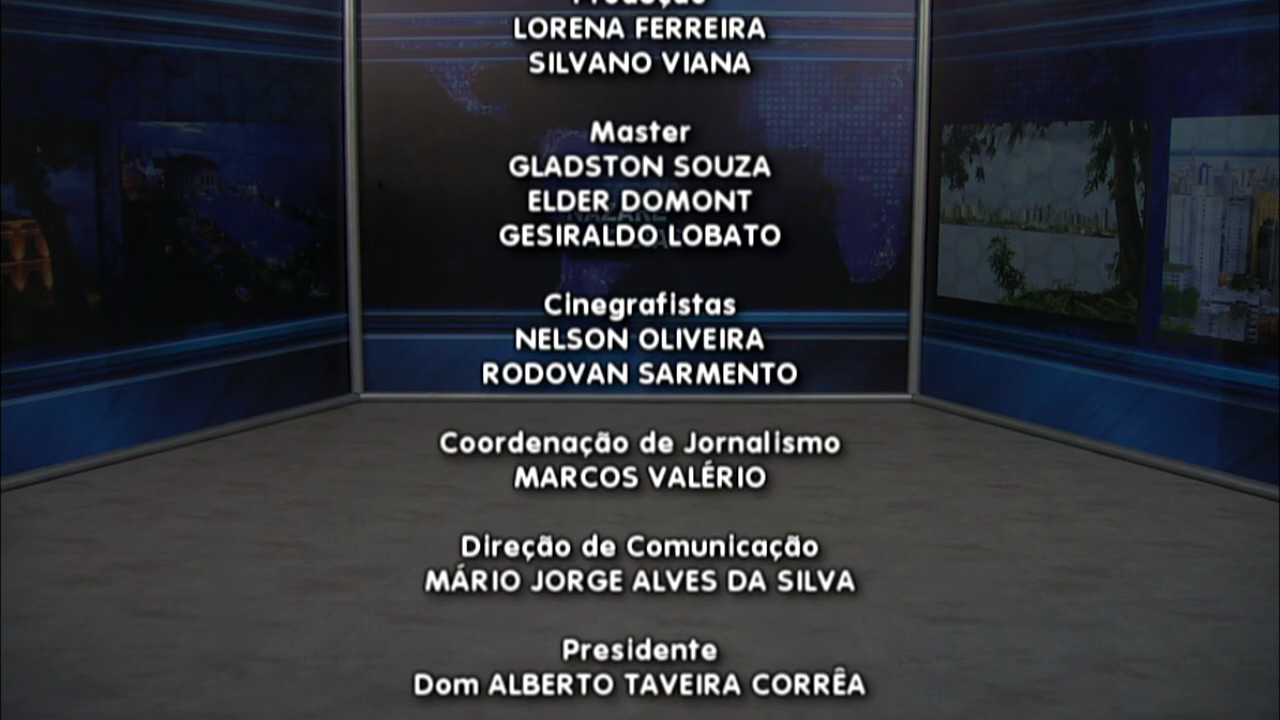 Produção
LORENA FERREIRA
SILVANO VIANA
Master
GLADSTON SOUZA
ELDER DOMONT
GESIRALDO LOBATO
Cinegrafistas
NELSON OLIVEIRA
RODOVAN SARMENTO
Coordenação de Jornalismo
MARCOS VALÉRIO
Direção de Comunicação
MÁRIO JORGE ALVES DA SILVA
Presidente
Dom ALBERTO TAVEIRA CORRÊA